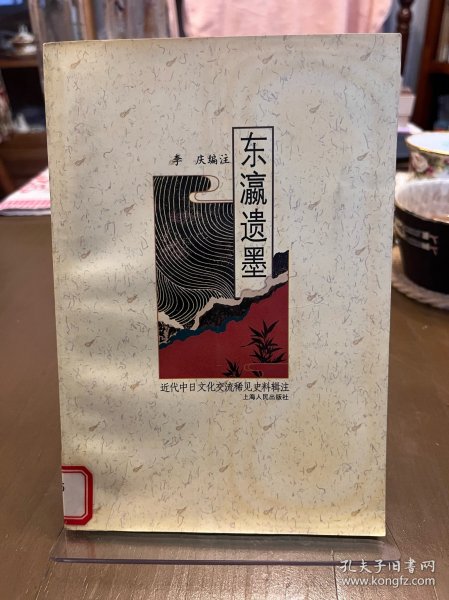 李 庆编注
东瀛遗墨
近代中日文化交流稀见史料辑注
上海人民出版社
孔夫子旧书网
www.kongfz.com